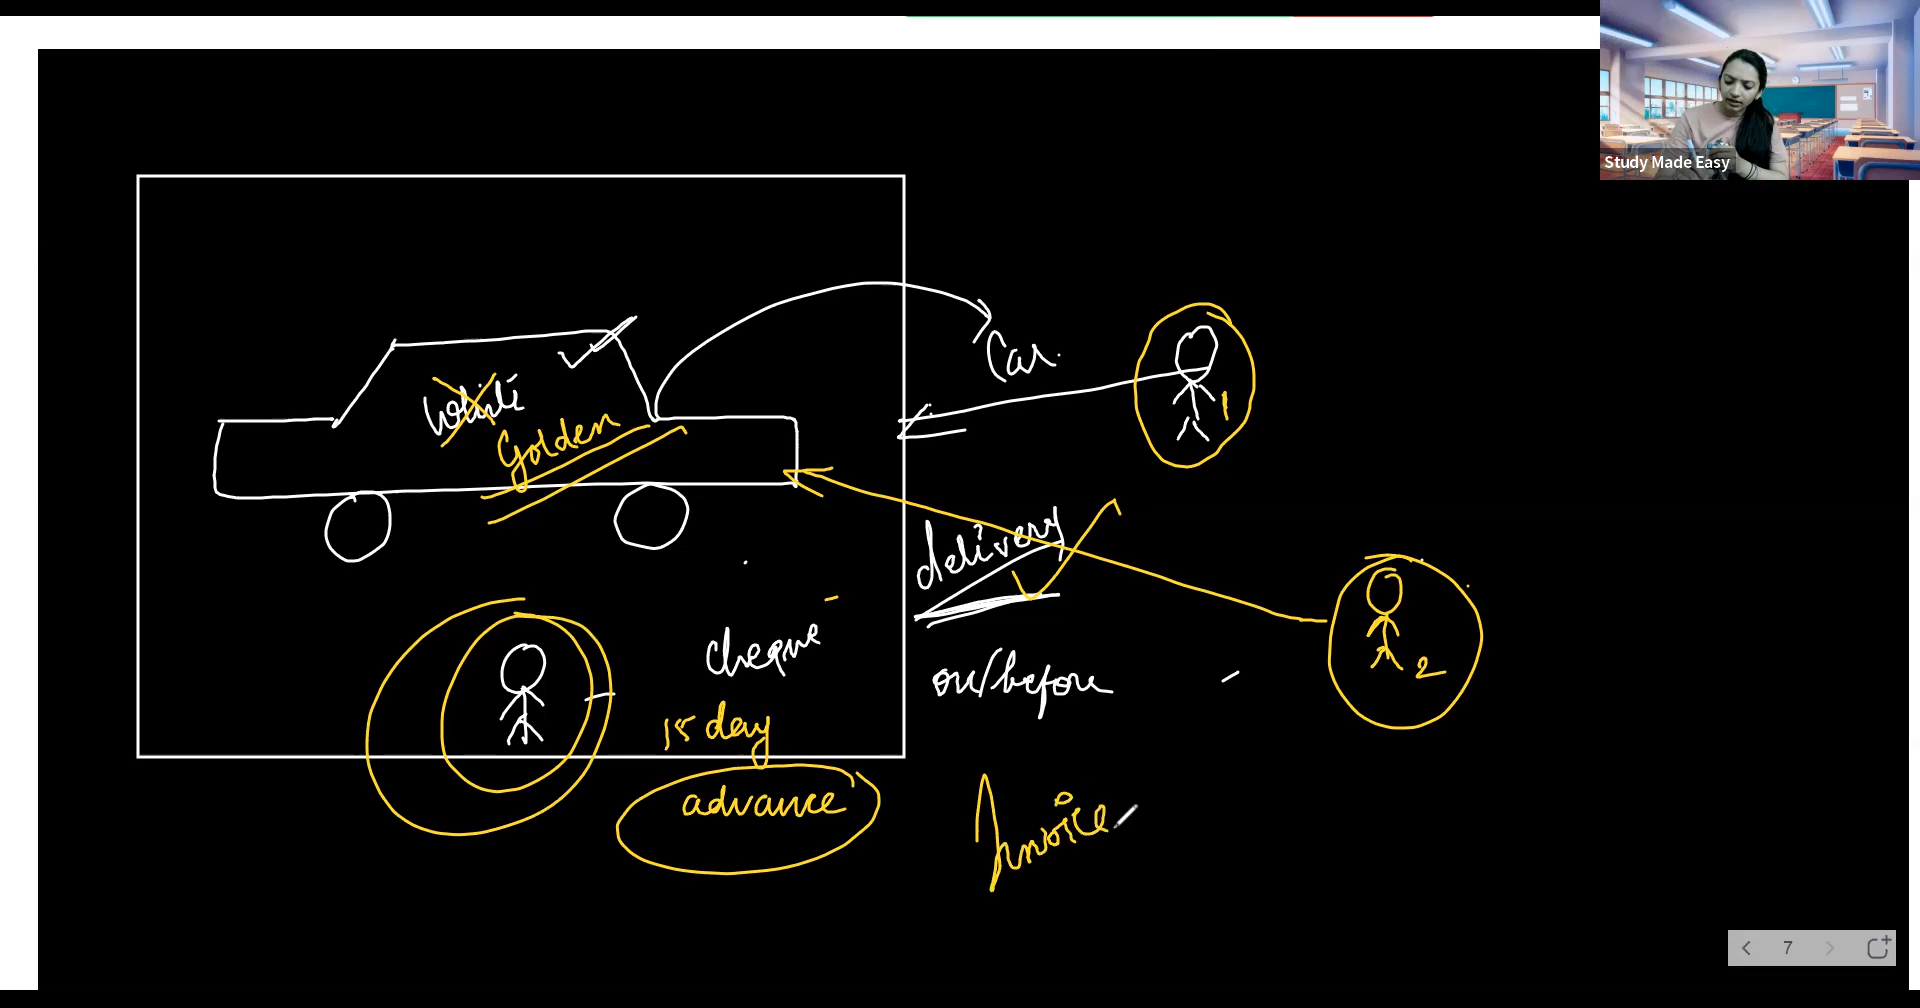 Study Made Easy
Car.
1
White
Golden
delivery
cheque
on/before
2
15 day
advance
Invoice
7